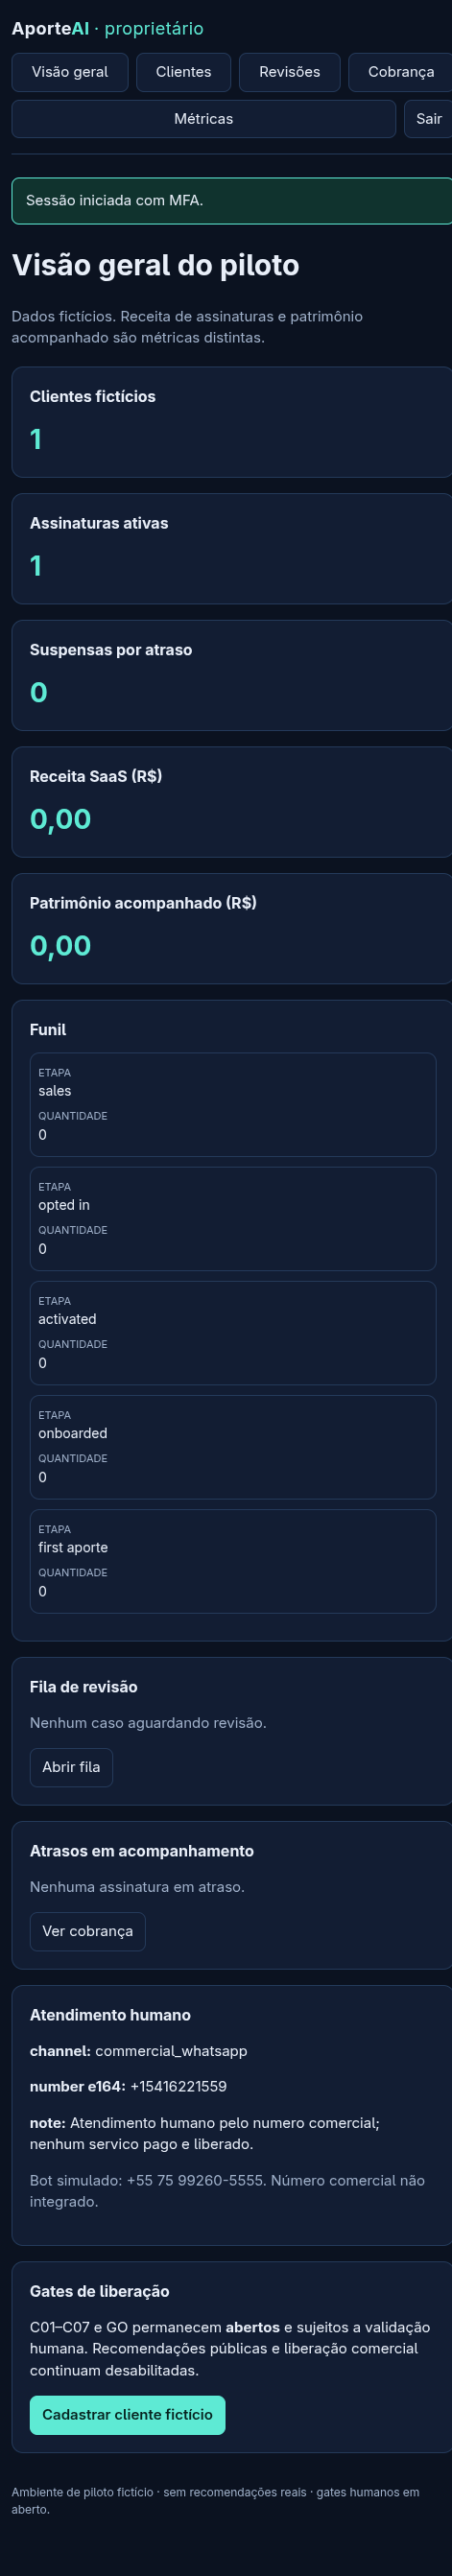 AporteAI · proprietário
Visão geral
Clientes
Revisões
Cobrança
Métricas
Sair
Sessão iniciada com MFA.
Visão geral do piloto
Dados fictícios. Receita de assinaturas e patrimônio
acompanhado são métricas distintas.
Clientes fictícios
1
Assinaturas ativas
1
Suspensas por atraso
0
Receita SaaS (R$)
0,00
Patrimônio acompanhado (R$)
0,00
Funil
ETAPA
sales
QUANTIDADE
0
ETAPA
opted in
QUANTIDADE
0
ETAPA
activated
QUANTIDADE
0
ETAPA
onboarded
QUANTIDADE
0
ETAPA
first aporte
QUANTIDADE
0
Fila de revisão
Nenhum caso aguardando revisão.
Abrir fila
Atrasos em acompanhamento
Nenhuma assinatura em atraso.
Ver cobrança
Atendimento humano
channel: commercial_whatsapp
number e164: +15416221559
note: Atendimento humano pelo numero comercial;
nenhum servico pago e liberado.
Bot simulado: +55 75 99260-5555. Número comercial não
integrado.
Gates de liberação
C01–C07 e GO permanecem abertos e sujeitos a validação
humana. Recomendações públicas e liberação comercial
continuam desabilitadas.
Cadastrar cliente fictício
Ambiente de piloto fictício · sem recomendações reais · gates humanos em
aberto.